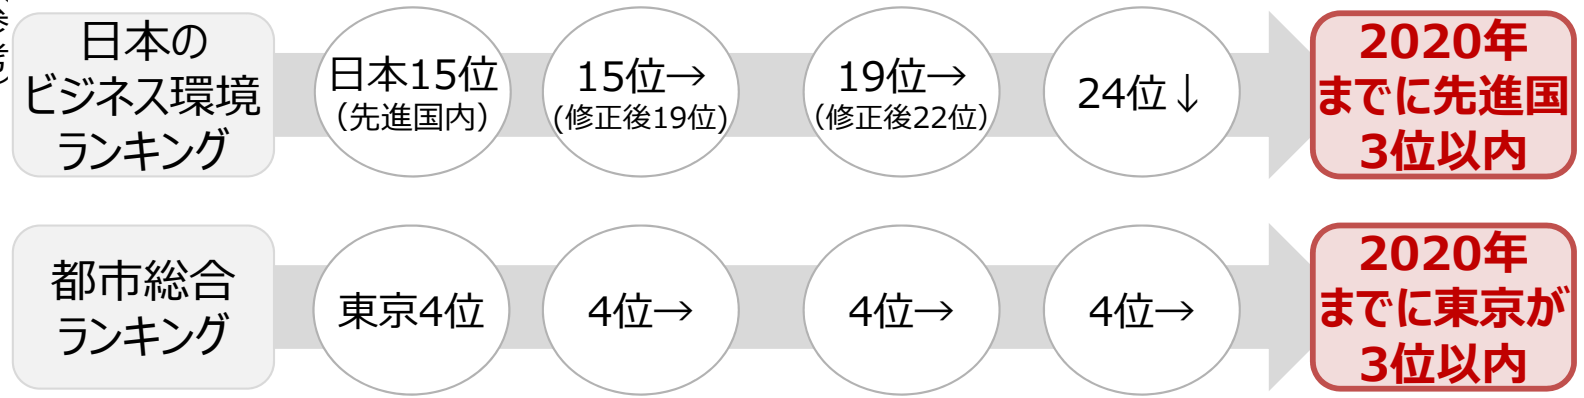 日本の
ビジネス環境
ランキング
日本15位
（先進国内）
15位→
(修正後19位)
19位→
（修正後22位）
24位↓
2020年
までに先進国
3位以内
都市総合
ランキング
東京4位
4位→
4位→
4位→
2020年
までに東京が
3位以内